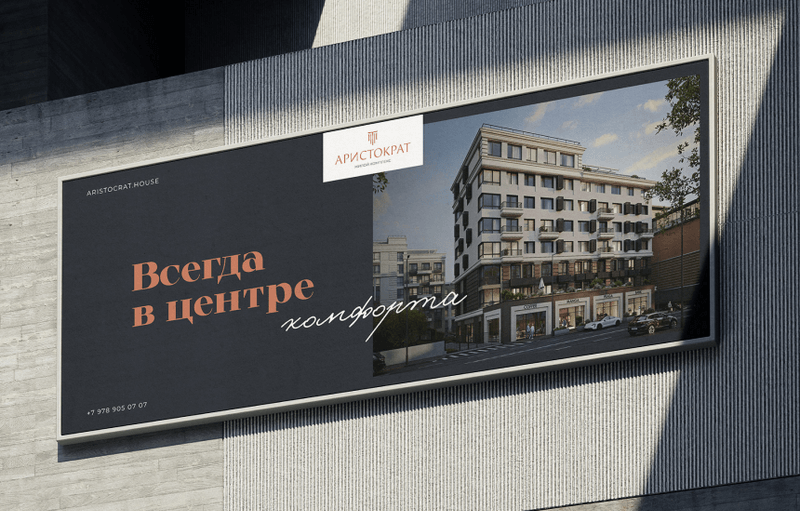 ARISTOCRAT.HOUSE
АРИСТОКРАТ
Всегда
в центре
комфорта
+7 978 905 07 07